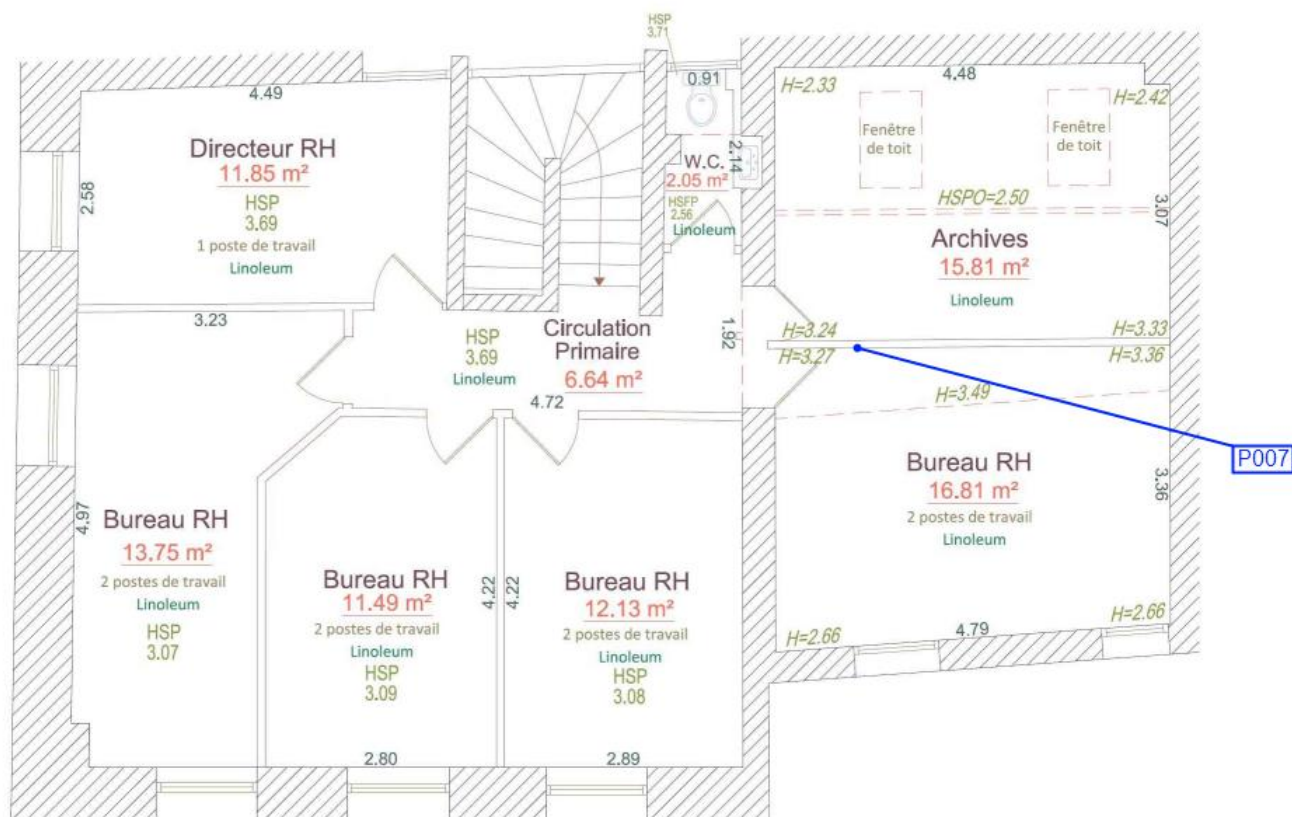 HSP
3.71
0.91
2.14
W.C.
2.05 m²
HSFP
2.56
Linoleum
4.49
Directeur RH
11.85 m²
HSP
3.69
1 poste de travail
Linoleum
2.58
4.48
H=2.33
H=2.42
Fenêtre
de toit
Fenêtre
de toit
HSPO=2.50
3.07
Archives
15.81 m²
Linoleum
H=3.24
H=3.33
3.23
HSP
3.69
Linoleum
Circulation
Primaire
6.64 m²
4.72
1.92
H=3.27
H=3.36
H=3.49
P007
Bureau RH
16.81 m²
2 postes de travail
Linoleum
3.36
H=2.66
4.79
H=2.66
4.97
Bureau RH
13.75 m²
2 postes de travail
Linoleum
HSP
3.07
Bureau RH
11.49 m²
2 postes de travail
Linoleum
HSP
3.09
4.22
2.80
4.22
Bureau RH
12.13 m²
2 postes de travail
Linoleum
HSP
3.08
2.89